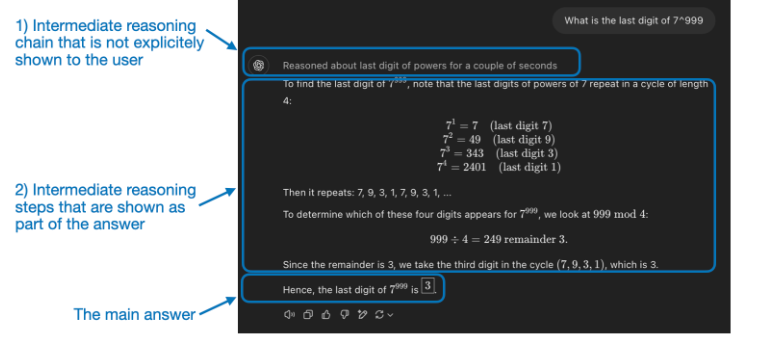 What is the last digit of 7^999
1) Intermediate reasoning
chain that is not explicitely
shown to the user
Reasoned about last digit of powers for a couple of seconds
To find the last digit of 7^999, note that the last digits of powers of 7 repeat in a cycle of length
4:
7^1 = 7 (last digit 7)
7^2 = 49 (last digit 9)
7^3 = 343 (last digit 3)
7^4 = 2401 (last digit 1)
2) Intermediate reasoning
steps that are shown as
part of the answer
Then it repeats: 7, 9, 3, 1, 7, 9, 3, 1, ...
To determine which of these four digits appears for 7^999, we look at 999 mod 4:
999 ÷ 4 = 249 remainder 3.
Since the remainder is 3, we take the third digit in the cycle (7, 9, 3, 1), which is 3.
The main answer
Hence, the last digit of 7^999 is 3.